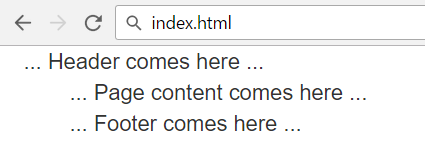 index.html
... Header comes here ...
... Page content comes here ...
... Footer comes here ...